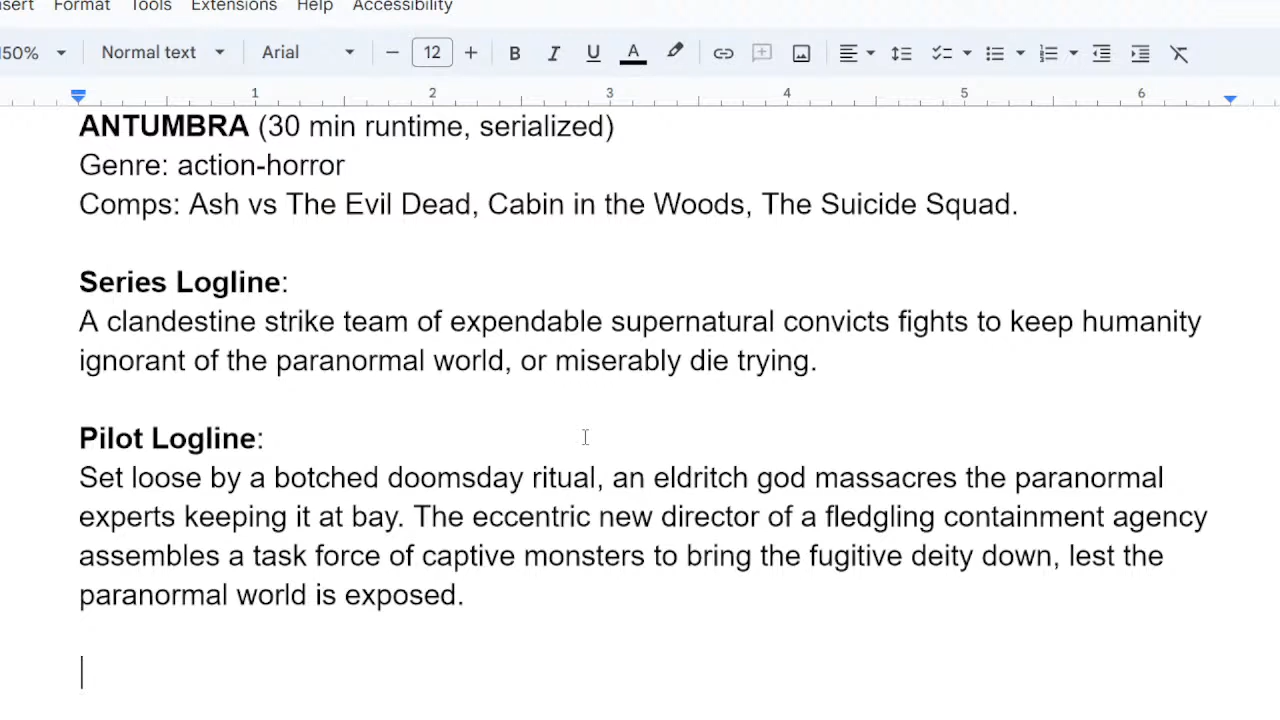 Format Tools Extensions Help Accessibility
Normal text Arial 12 B I U A
1 2 3 4 5 6
ANTUMBRA (30 min runtime, serialized)
Genre: action-horror
Comps: Ash vs The Evil Dead, Cabin in the Woods, The Suicide Squad.
Series Logline:
A clandestine strike team of expendable supernatural convicts fights to keep humanity
ignorant of the paranormal world, or miserably die trying.
Pilot Logline:
Set loose by a botched doomsday ritual, an eldritch god massacres the paranormal
experts keeping it at bay. The eccentric new director of a fledgling containment agency
assembles a task force of captive monsters to bring the fugitive deity down, lest the
paranormal world is exposed.